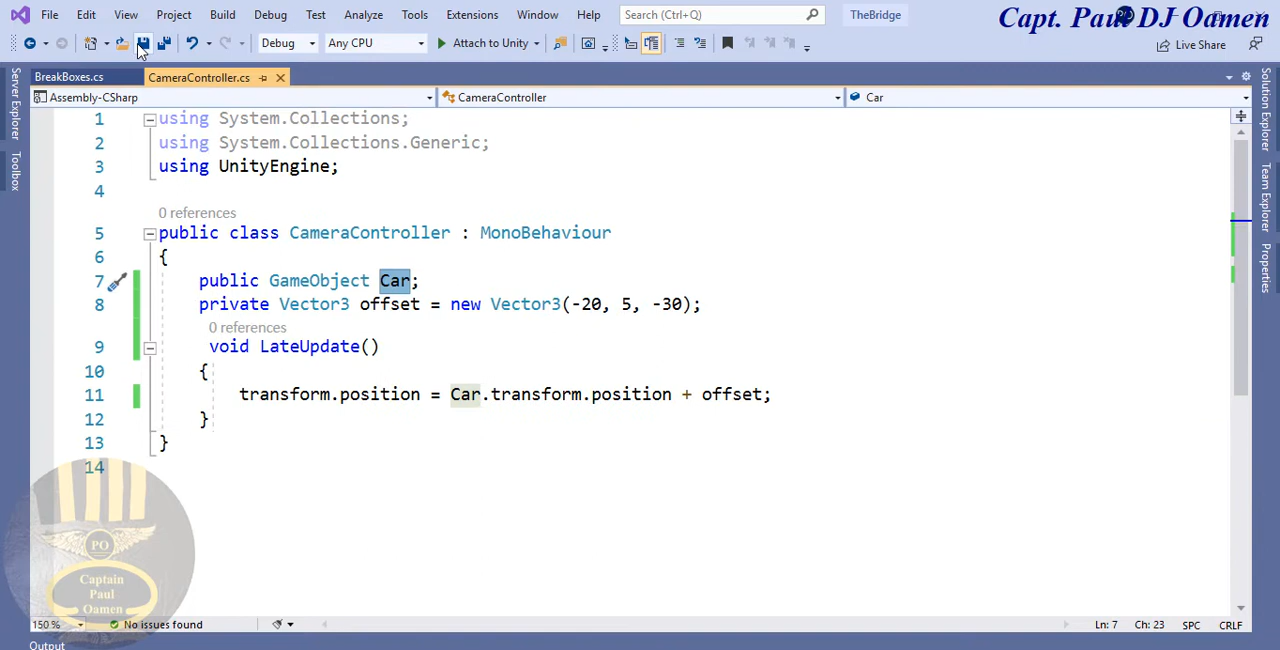 File Edit View Project Build Debug Test Analyze Tools Extensions Window Help Search (Ctrl+Q) TheBridge
Capt. Paul DJ Oamen
Debug Any CPU Attach to Unity Live Share
BreakBoxes.cs CameraController.cs
Assembly-CSharp CameraController Car
Server Explorer
Toolbox
Solution Explorer
Team Explorer
Properties
1 using System.Collections;
2 using System.Collections.Generic;
3 using UnityEngine;
4
0 references
5 public class CameraController : MonoBehaviour
6 {
7 public GameObject Car;
8 private Vector3 offset = new Vector3(-20, 5, -30);
0 references
9 void LateUpdate()
10 {
11 transform.position = Car.transform.position + offset;
12 }
13 }
14
PO
Captain
Paul
Oamen
150 % No issues found Ln: 7 Ch: 23 SPC CRLF
Output